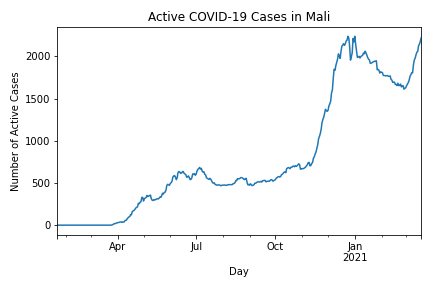 Active COVID-19 Cases in Mali
Number of Active Cases
2000
1500
1000
500
0
Apr
Jul
Oct
Jan
2021
Day